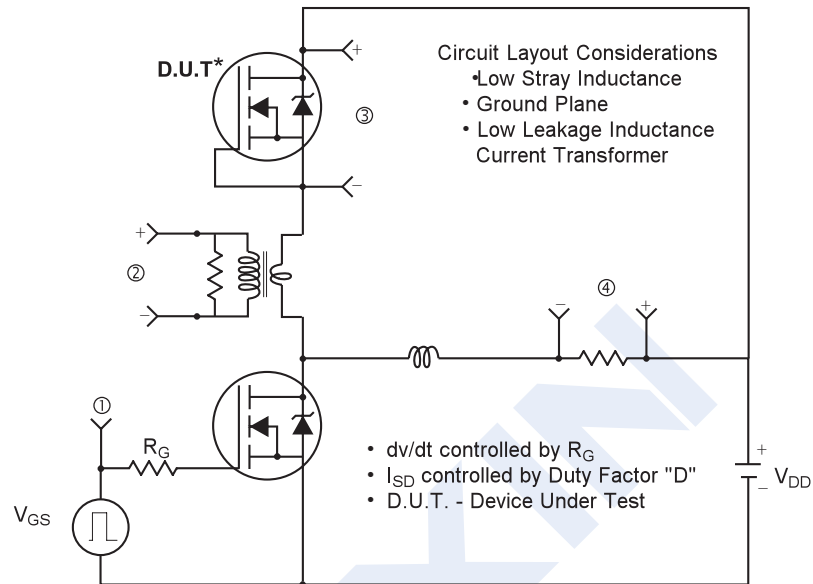 D.U.T*
+
Circuit Layout Considerations
•Low Stray Inductance
• Ground Plane
• Low Leakage Inductance
Current Transformer
③
−
+
②
−
④
−
+
①
RG
VGS
• dv/dt controlled by RG
• ISD controlled by Duty Factor "D"
• D.U.T. - Device Under Test
+
−
VDD